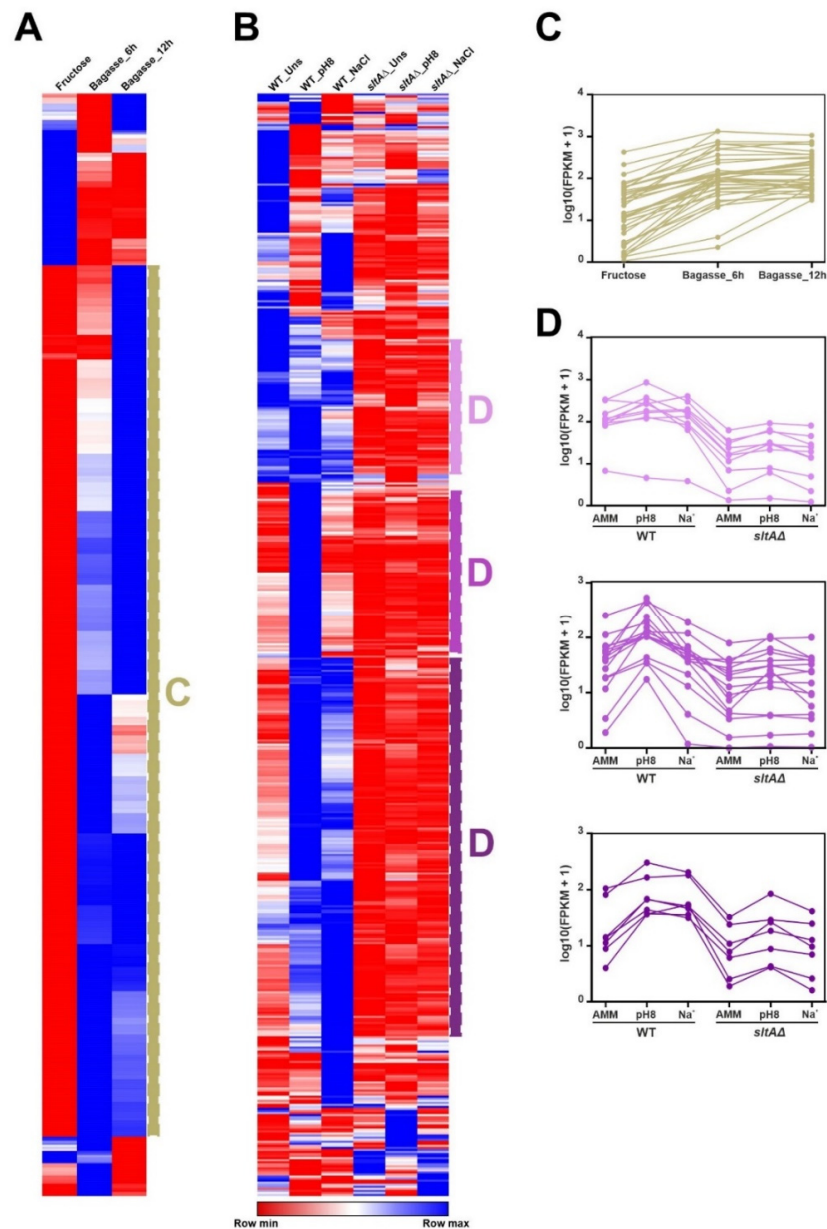 A
Fructose
Bagasse_6h
Bagasse_12h
C
B
WT_Uns
WT_pH8
WT_NaCl
sltAΔ_Uns
sltAΔ_pH8
sltAΔ_NaCl
D
D
D
Row min
Row max
C
log10(FPKM + 1)
4
3
2
1
0
Fructose
Bagasse_6h
Bagasse_12h
D
log10(FPKM + 1)
4
3
2
1
0
AMM pH8 Na⁺ AMM pH8 Na⁺
WT sltAΔ
log10(FPKM + 1)
3
2
1
0
AMM pH8 Na⁺ AMM pH8 Na⁺
WT sltAΔ
log10(FPKM + 1)
3
2
1
0
AMM pH8 Na⁺ AMM pH8 Na⁺
WT sltAΔ